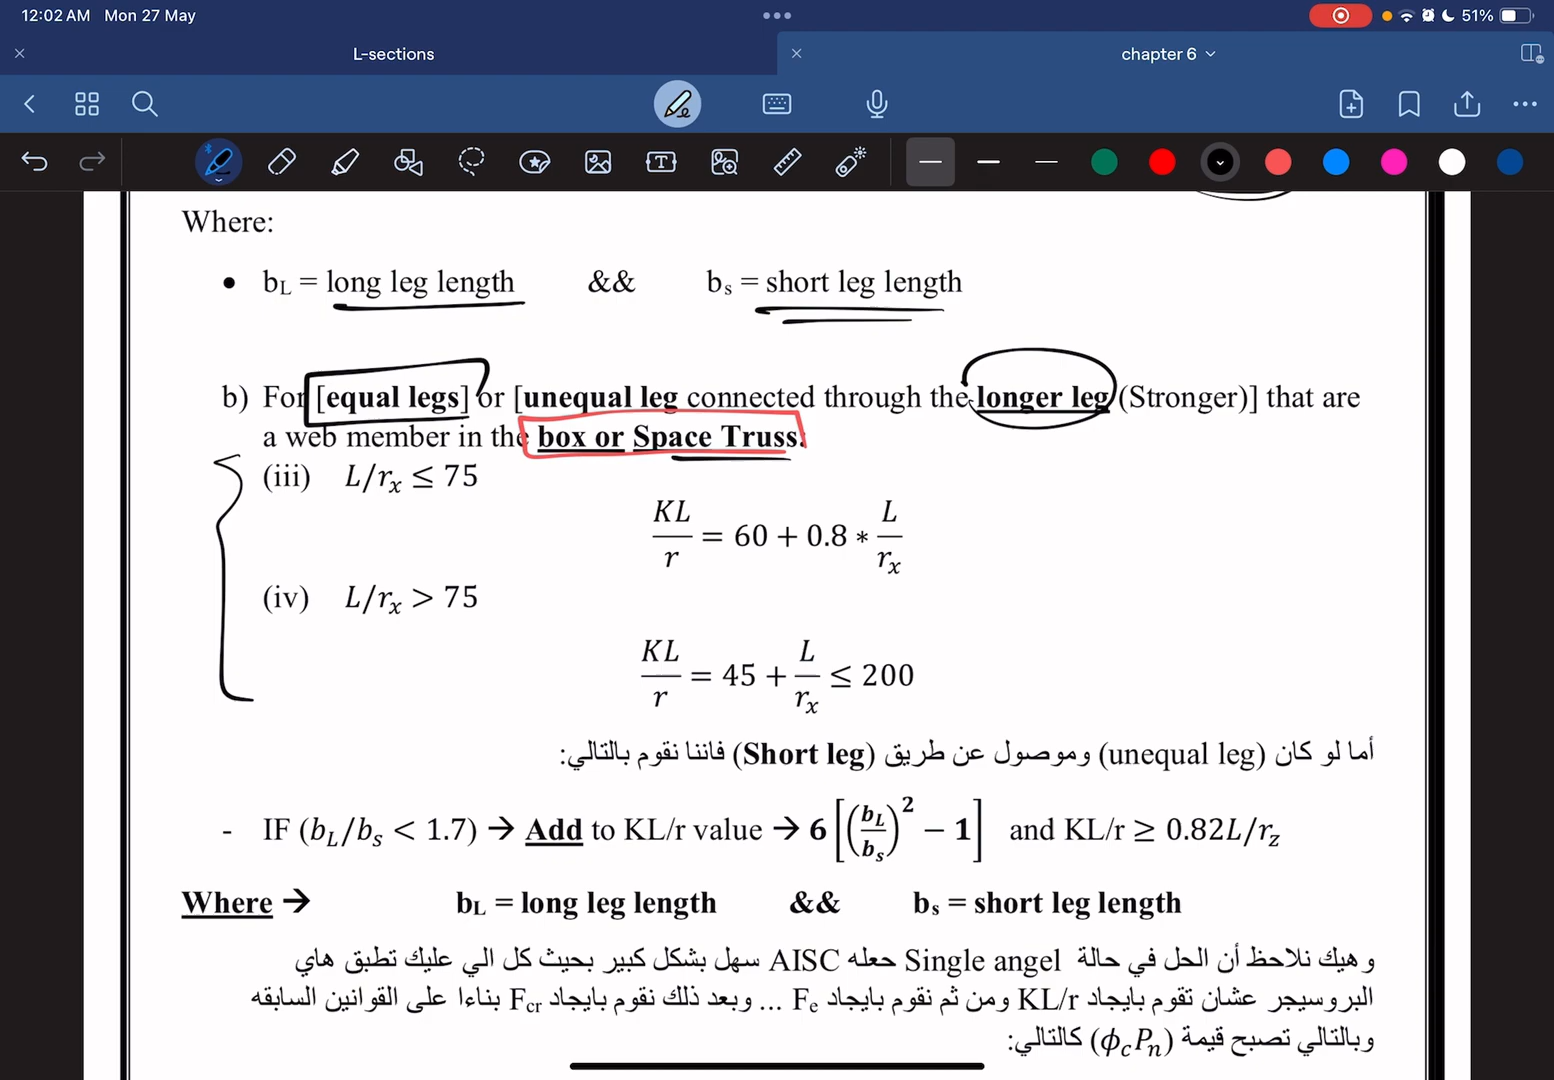 12:02 AM Mon 27 May
51%
L-sections
chapter 6
Where:
• bL = long leg length && bs = short leg length
b) For [equal legs] or [unequal leg connected through the longer leg (Stronger)] that are
a web member in the box or Space Truss:
(iii) L/rx ≤ 75
KL/r = 60 + 0.8 * L/rx
(iv) L/rx > 75
KL/r = 45 + L/rx ≤ 200
أما لو كان (unequal leg) وموصول عن طريق (Short leg) فاننا نقوم بالتالي:
- IF (bL/bs < 1.7) → Add to KL/r value → 6 [(bL/bs)² − 1] and KL/r ≥ 0.82L/rz
Where → bL = long leg length && bs = short leg length
وهيك نلاحظ أن الحل في حالة Single angel جعله AISC سهل بشكل كبير بحيث كل الي عليك تطبق هاي
البروسيجر عشان تقوم بايجاد KL/r ومن ثم نقوم بايجاد Fe ... وبعد ذلك نقوم بايجاد Fcr بناءا على القوانين السابقه
وبالتالي تصبح قيمة (ϕcPn) كالتالي: